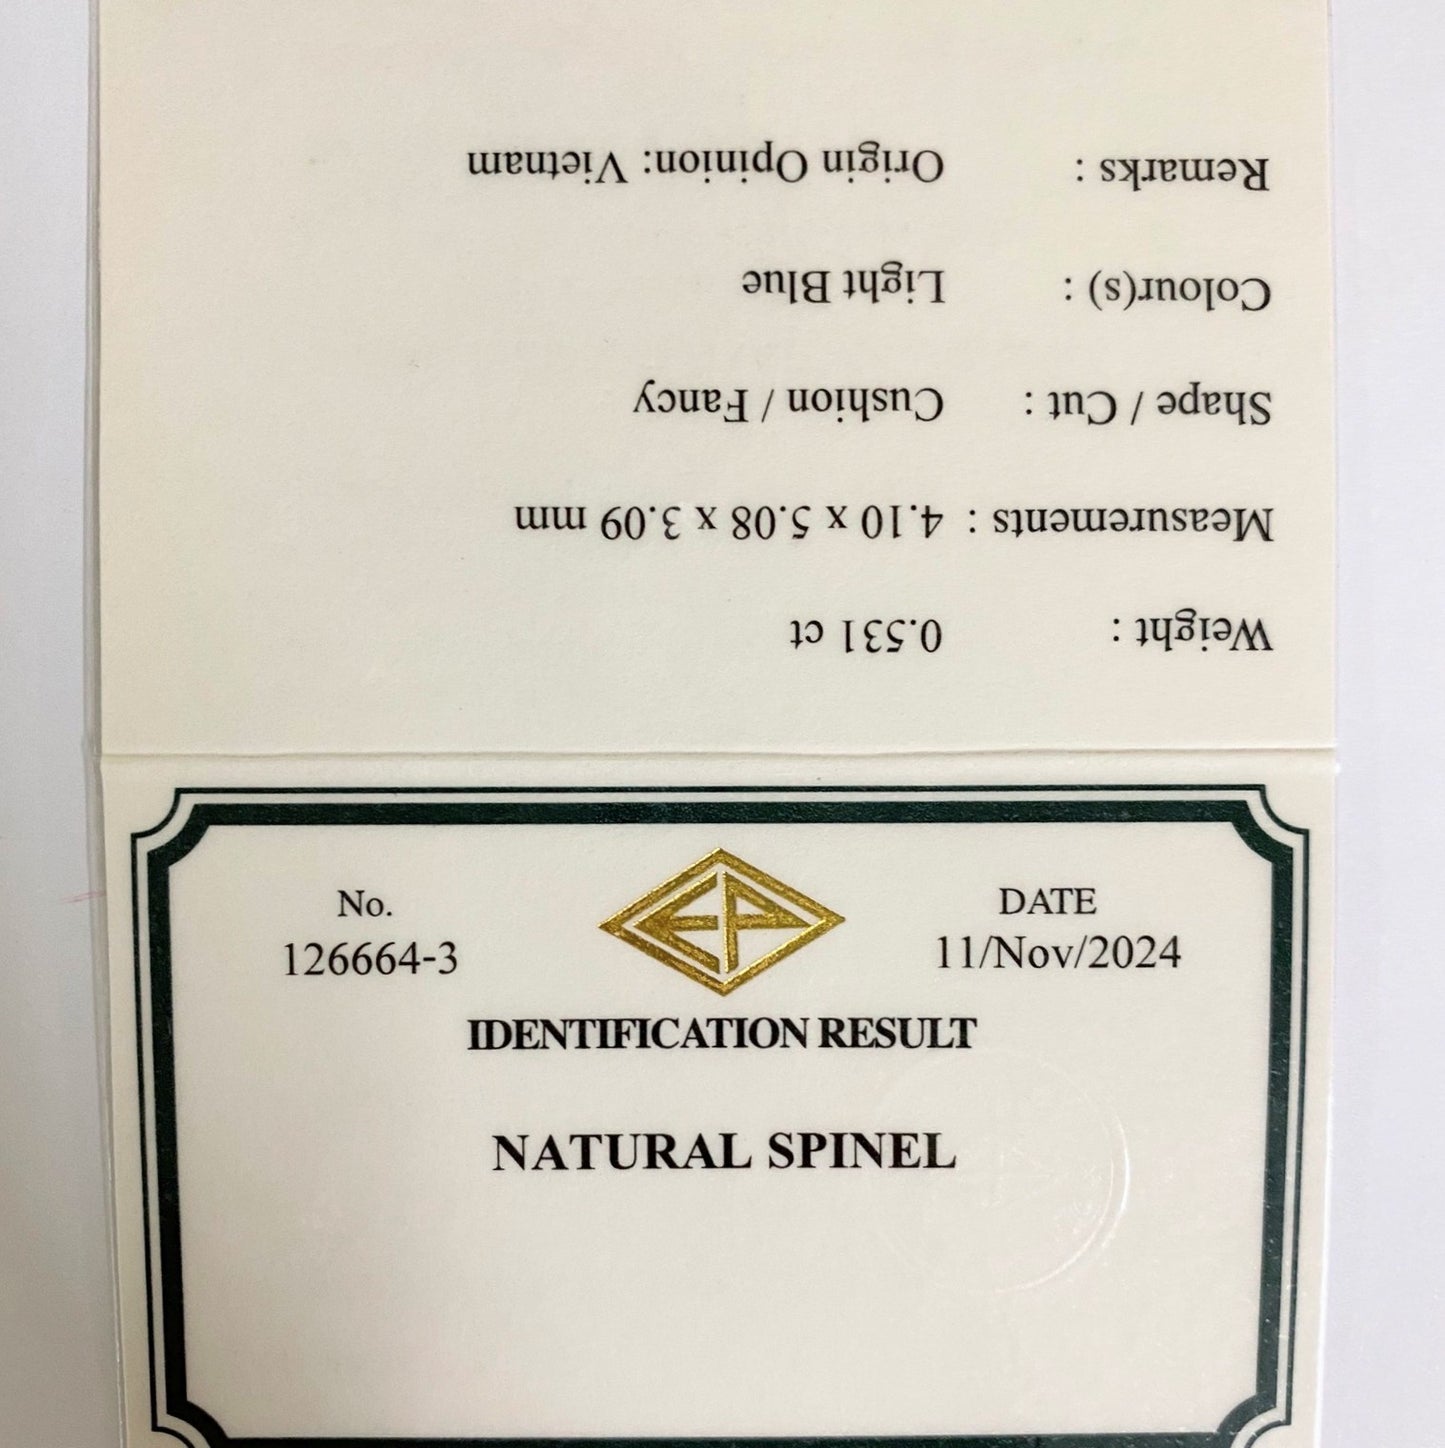 No.
126664-3
EP
DATE
11/Nov/2024
IDENTIFICATION RESULT
NATURAL SPINEL
Weight : 0.531 ct
Measurements : 4.10 x 5.08 x 3.09 mm
Shape / Cut : Cushion / Fancy
Colour(s) : Light Blue
Remarks : Origin Opinion: Vietnam